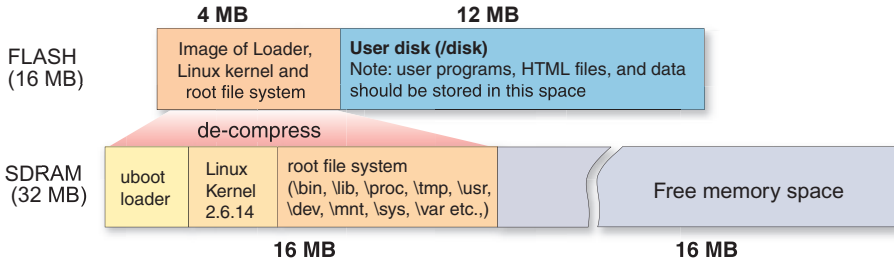 4 MB
12 MB
FLASH
(16 MB)
Image of Loader,
Linux kernel and
root file system
User disk (/disk)
Note: user programs, HTML files, and data
should be stored in this space
de-compress
SDRAM
(32 MB)
uboot
loader
Linux
Kernel
2.6.14
root file system
(\bin, \lib, \proc, \tmp, \usr,
\dev, \mnt, \sys, \var etc.,)
Free memory space
16 MB
16 MB